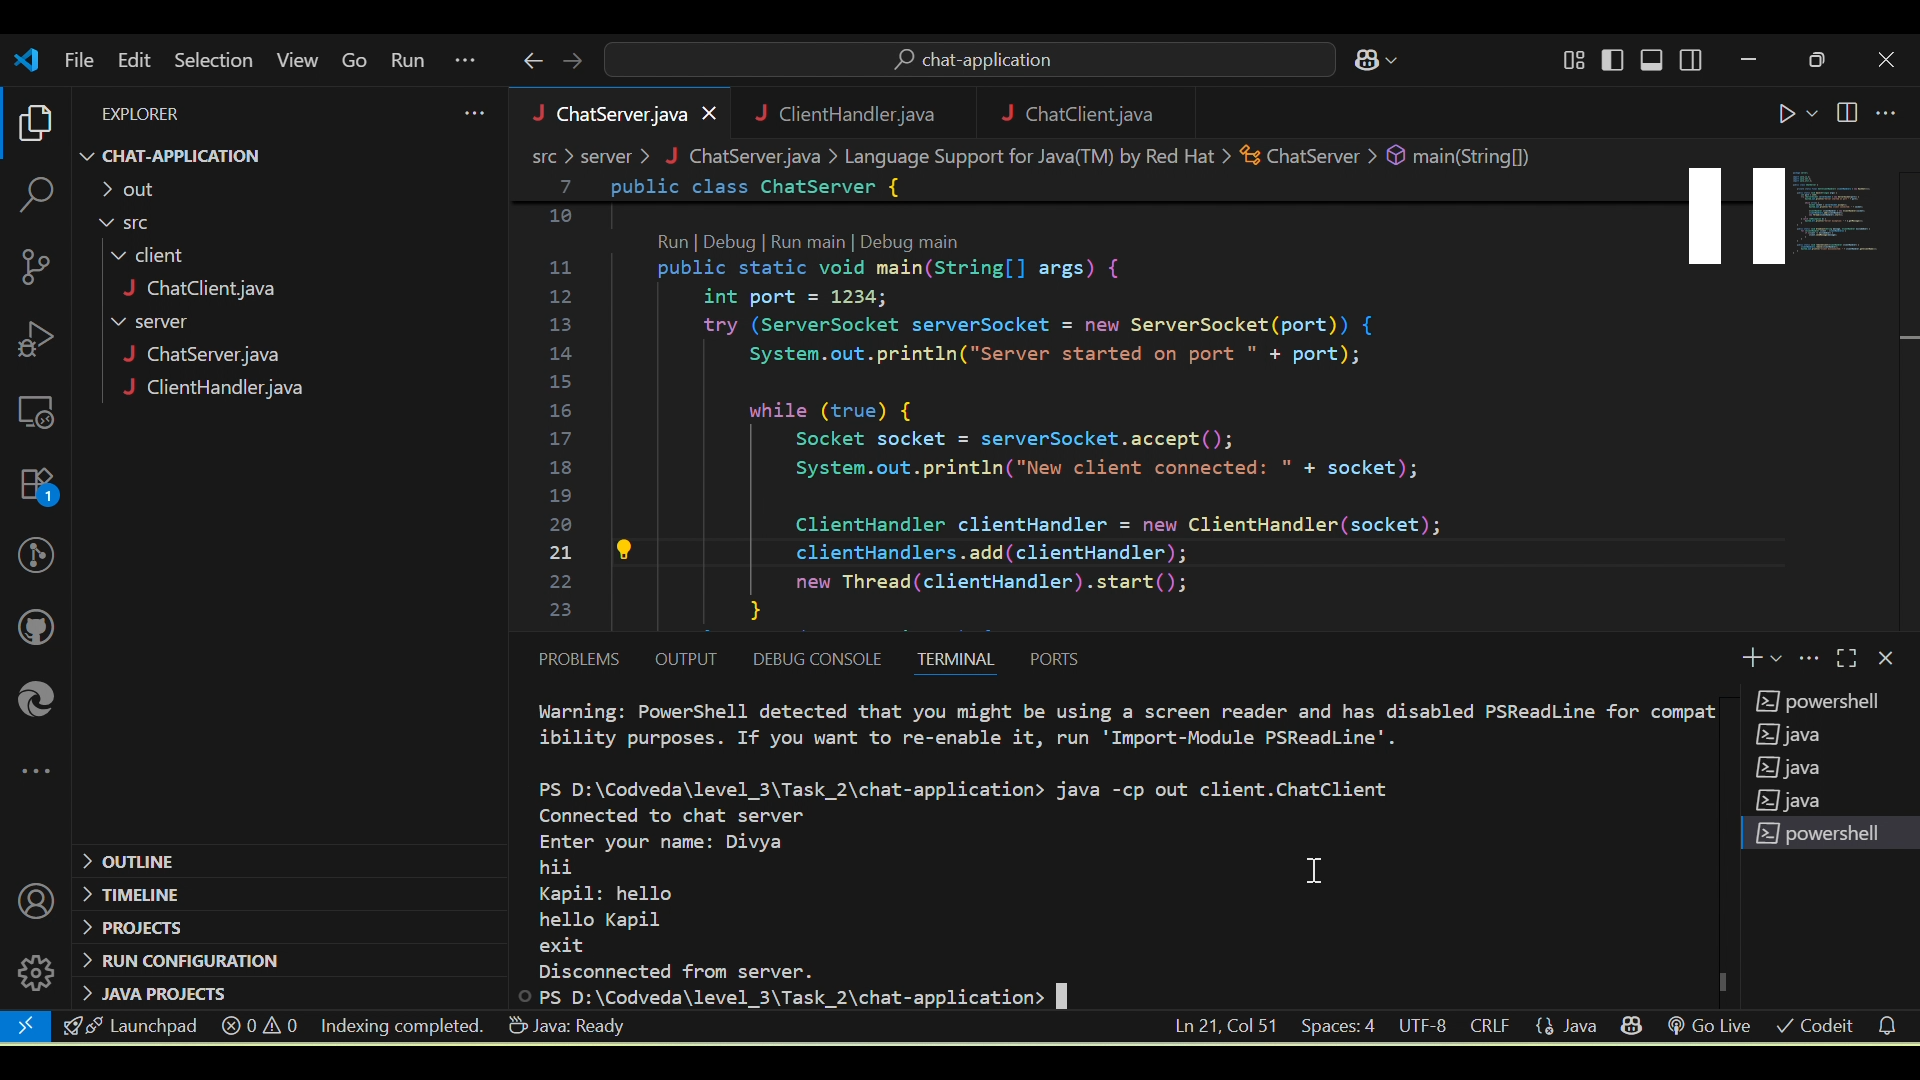 File Edit Selection View Go Run ··· chat-application
EXPLORER ···
CHAT-APPLICATION
out
src
client
J ChatClient.java
server
J ChatServer.java
J ClientHandler.java
OUTLINE
TIMELINE
PROJECTS
RUN CONFIGURATION
JAVA PROJECTS
1
J ChatServer.java J ClientHandler.java J ChatClient.java
src > server > J ChatServer.java > Language Support for Java(TM) by Red Hat > ChatServer > main(String[])
7 public class ChatServer {
10
Run | Debug | Run main | Debug main
11 public static void main(String[] args) {
12 int port = 1234;
13 try (ServerSocket serverSocket = new ServerSocket(port)) {
14 System.out.println("Server started on port " + port);
15
16 while (true) {
17 Socket socket = serverSocket.accept();
18 System.out.println("New client connected: " + socket);
19
20 ClientHandler clientHandler = new ClientHandler(socket);
21 clientHandlers.add(clientHandler);
22 new Thread(clientHandler).start();
23 }
PROBLEMS OUTPUT DEBUG CONSOLE TERMINAL PORTS
Warning: PowerShell detected that you might be using a screen reader and has disabled PSReadLine for compat
ibility purposes. If you want to re-enable it, run 'Import-Module PSReadLine'.
PS D:\Codveda\level_3\Task_2\chat-application> java -cp out client.ChatClient
Connected to chat server
Enter your name: Divya
hii
Kapil: hello
hello Kapil
exit
Disconnected from server.
PS D:\Codveda\level_3\Task_2\chat-application>
powershell
java
java
java
powershell
Launchpad 0 0 Indexing completed. Java: Ready Ln 21, Col 51 Spaces: 4 UTF-8 CRLF Java Go Live Codeit